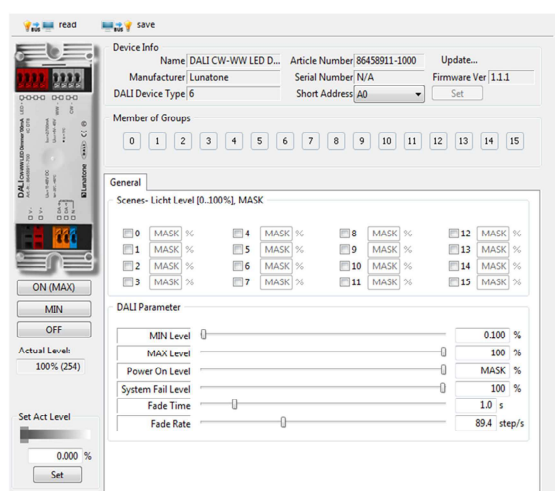 read save
Device Info
Name DALI CW-WW LED D... Article Number 86458911-1000 Update...
Manufacturer Lunatone Serial Number N/A Firmware Ver 1.1.1
DALI Device Type 6 Short Address A0 Set
Member of Groups
0 1 2 3 4 5 6 7 8 9 10 11 12 13 14 15
General
Scenes- Licht Level [0..100%], MASK
0 MASK % 4 MASK % 8 MASK % 12 MASK %
1 MASK % 5 MASK % 9 MASK % 13 MASK %
2 MASK % 6 MASK % 10 MASK % 14 MASK %
3 MASK % 7 MASK % 11 MASK % 15 MASK %
DALI Parameter
MIN Level 0.100 %
MAX Level 100 %
Power On Level MASK %
System Fail Level 100 %
Fade Time 1.0 s
Fade Rate 89.4 step/s
ON (MAX)
MIN
OFF
Actual Level:
100% (254)
Set Act Level
0.000 %
Set
BUS
BUS
LED+
CW-
DALI CW-WW LED Dimmer
Lunatone
V-
V+
DA
DA